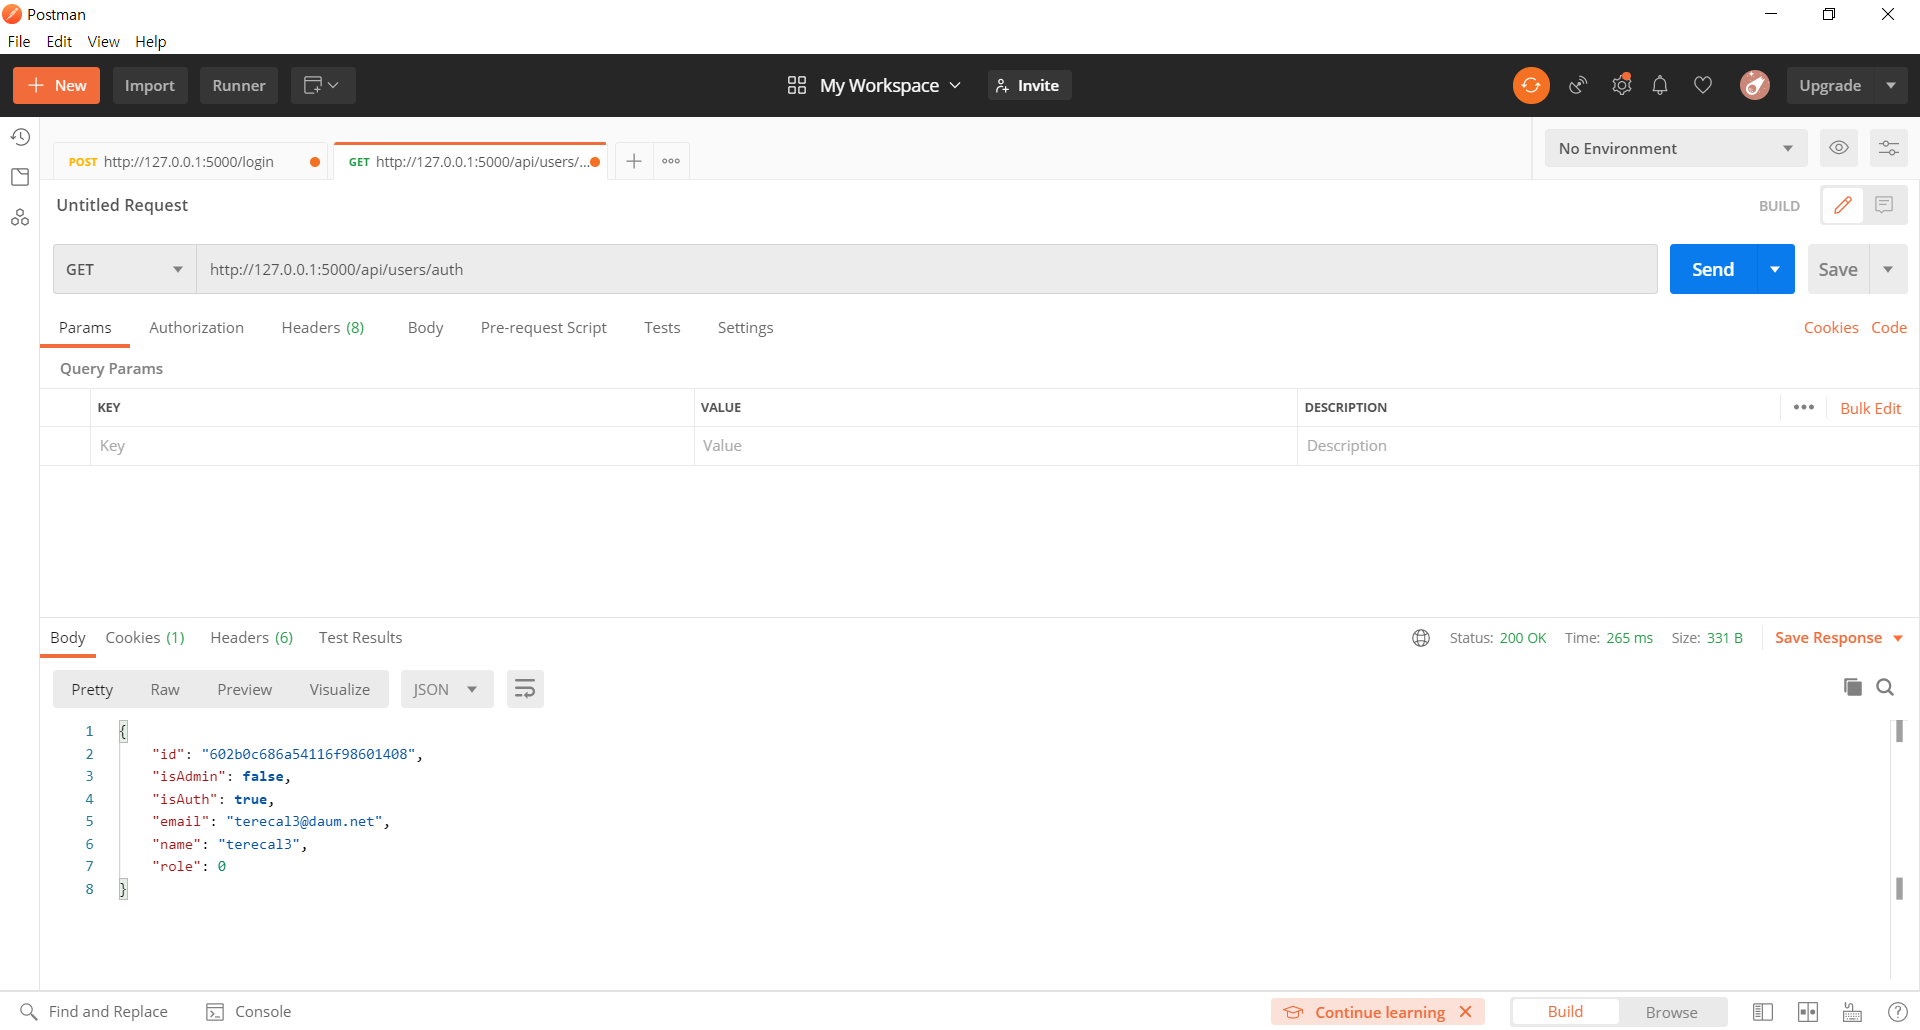 Postman
File Edit View Help
New Import Runner My Workspace Invite Upgrade
POST http://127.0.0.1:5000/login GET http://127.0.0.1:5000/api/users/... No Environment
Untitled Request BUILD
GET http://127.0.0.1:5000/api/users/auth Send Save
Params Authorization Headers (8) Body Pre-request Script Tests Settings Cookies Code
Query Params
KEY VALUE DESCRIPTION Bulk Edit
Key Value Description
Body Cookies (1) Headers (6) Test Results Status: 200 OK Time: 265 ms Size: 331 B Save Response
Pretty Raw Preview Visualize JSON
1 {
2 "id": "602b0c686a54116f98601408",
3 "isAdmin": false,
4 "isAuth": true,
5 "email": "terecal3@daum.net",
6 "name": "terecal3",
7 "role": 0
8 }
Find and Replace Console Continue learning Build Browse